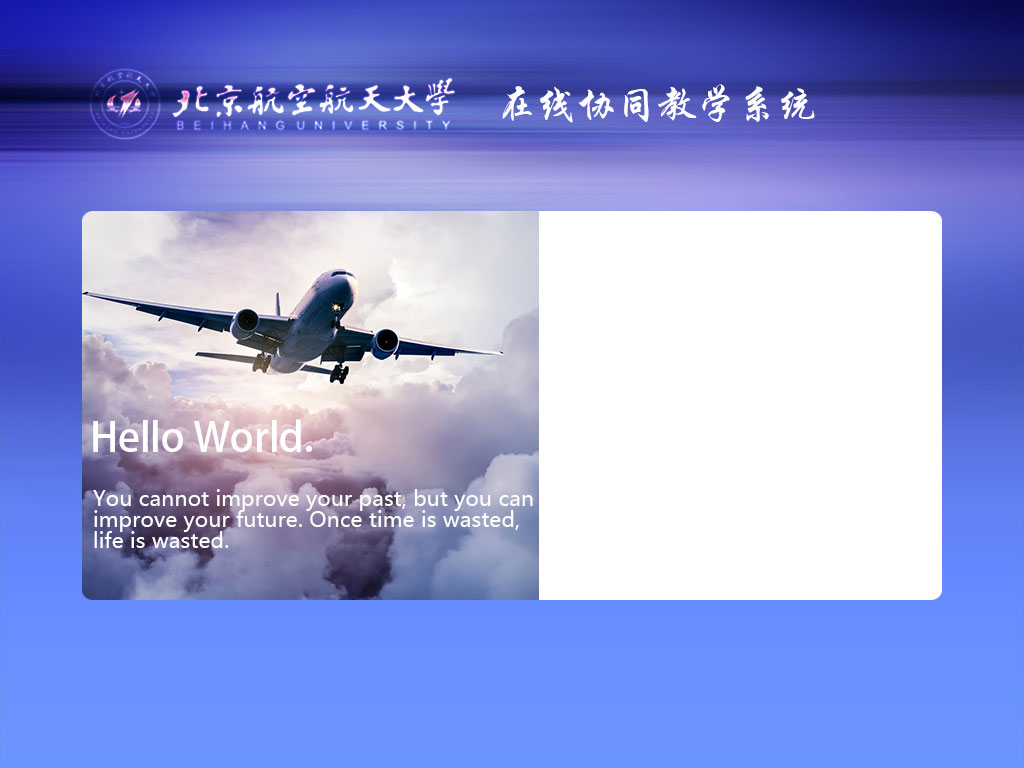 北京航空航天大學 在线协同教学系统
BEIHANG UNIVERSITY
Hello World.
You cannot improve your past, but you can
improve your future. Once time is wasted,
life is wasted.